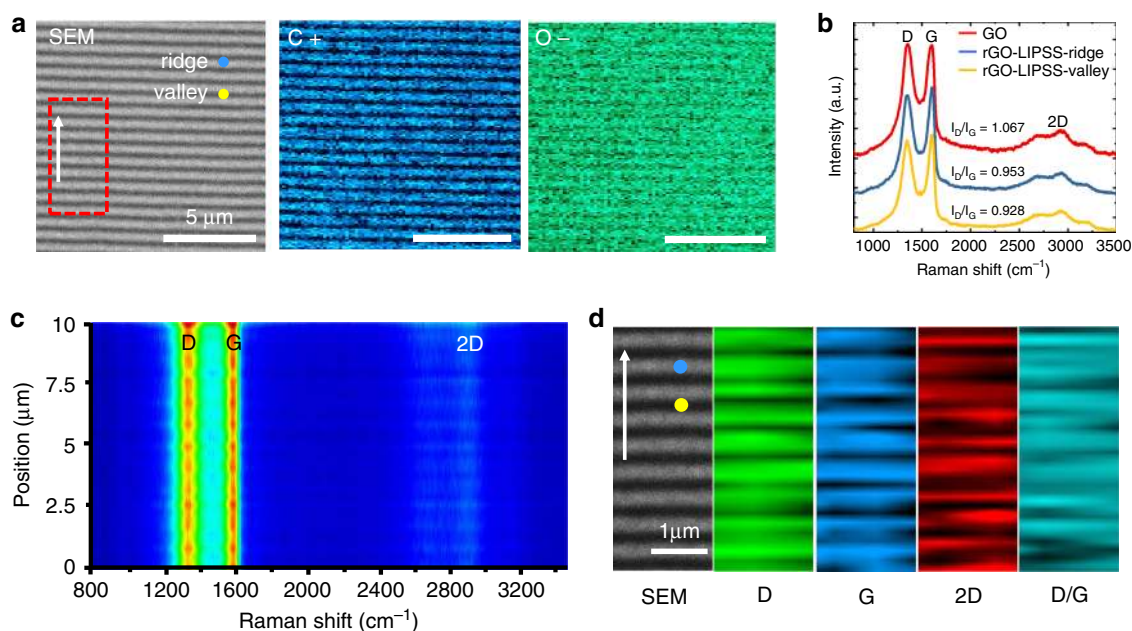 a
SEM
ridge
valley
5 μm
C +
O −
b
D G
GO
rGO-LIPSS-ridge
rGO-LIPSS-valley
2D
I_D/I_G = 1.067
I_D/I_G = 0.953
I_D/I_G = 0.928
Intensity (a.u.)
1000 1500 2000 2500 3000 3500
Raman shift (cm⁻¹)
c
10
7.5
5
2.5
0
Position (μm)
D G 2D
800 1200 1600 2000 2400 2800 3200
Raman shift (cm⁻¹)
d
1μm
SEM D G 2D D/G